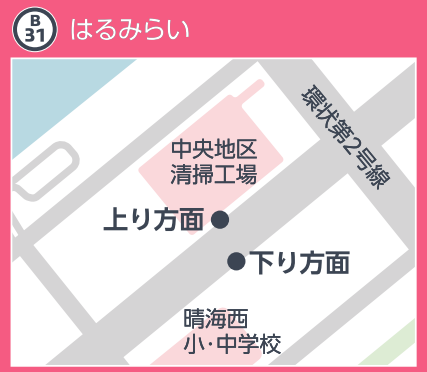 B
31
はるみらい
環状第2号線
中央地区
清掃工場
上り方面
下り方面
晴海西
小・中学校